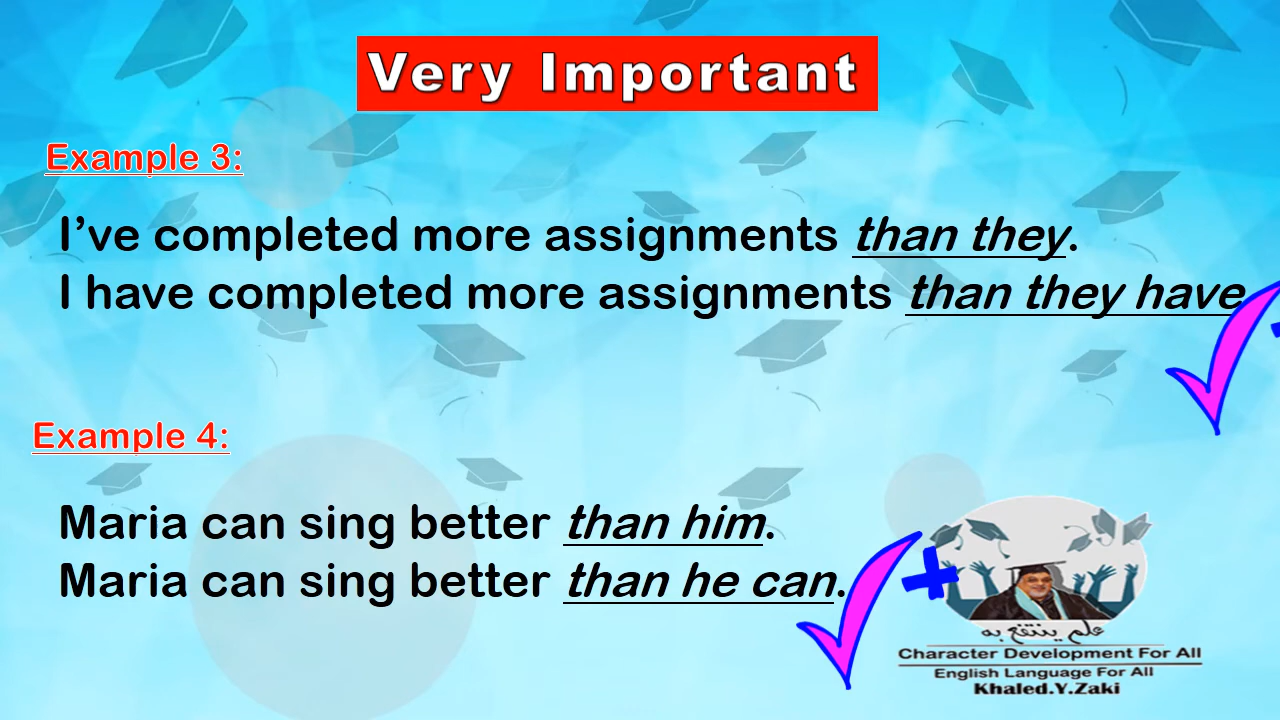 Very Important
Example 3:
I’ve completed more assignments than they.
I have completed more assignments than they have
Example 4:
Maria can sing better than him.
Maria can sing better than he can.
علم ينتفع به
Character Development For All
English Language For All
Khaled.Y.Zaki